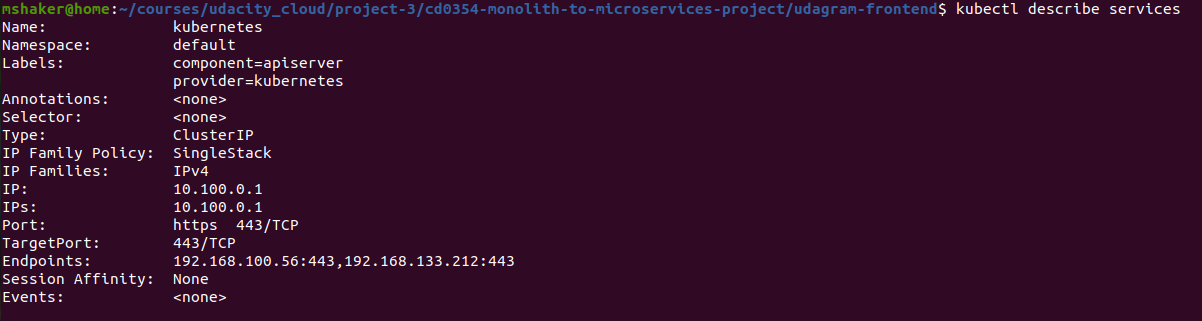 mshaker@home:~/courses/udacity_cloud/project-3/cd0354-monolith-to-microservices-project/udagram-frontend$ kubectl describe services
Name:              kubernetes
Namespace:         default
Labels:            component=apiserver
                   provider=kubernetes
Annotations:       <none>
Selector:          <none>
Type:              ClusterIP
IP Family Policy:  SingleStack
IP Families:       IPv4
IP:                10.100.0.1
IPs:               10.100.0.1
Port:              https  443/TCP
TargetPort:        443/TCP
Endpoints:         192.168.100.56:443,192.168.133.212:443
Session Affinity:  None
Events:            <none>